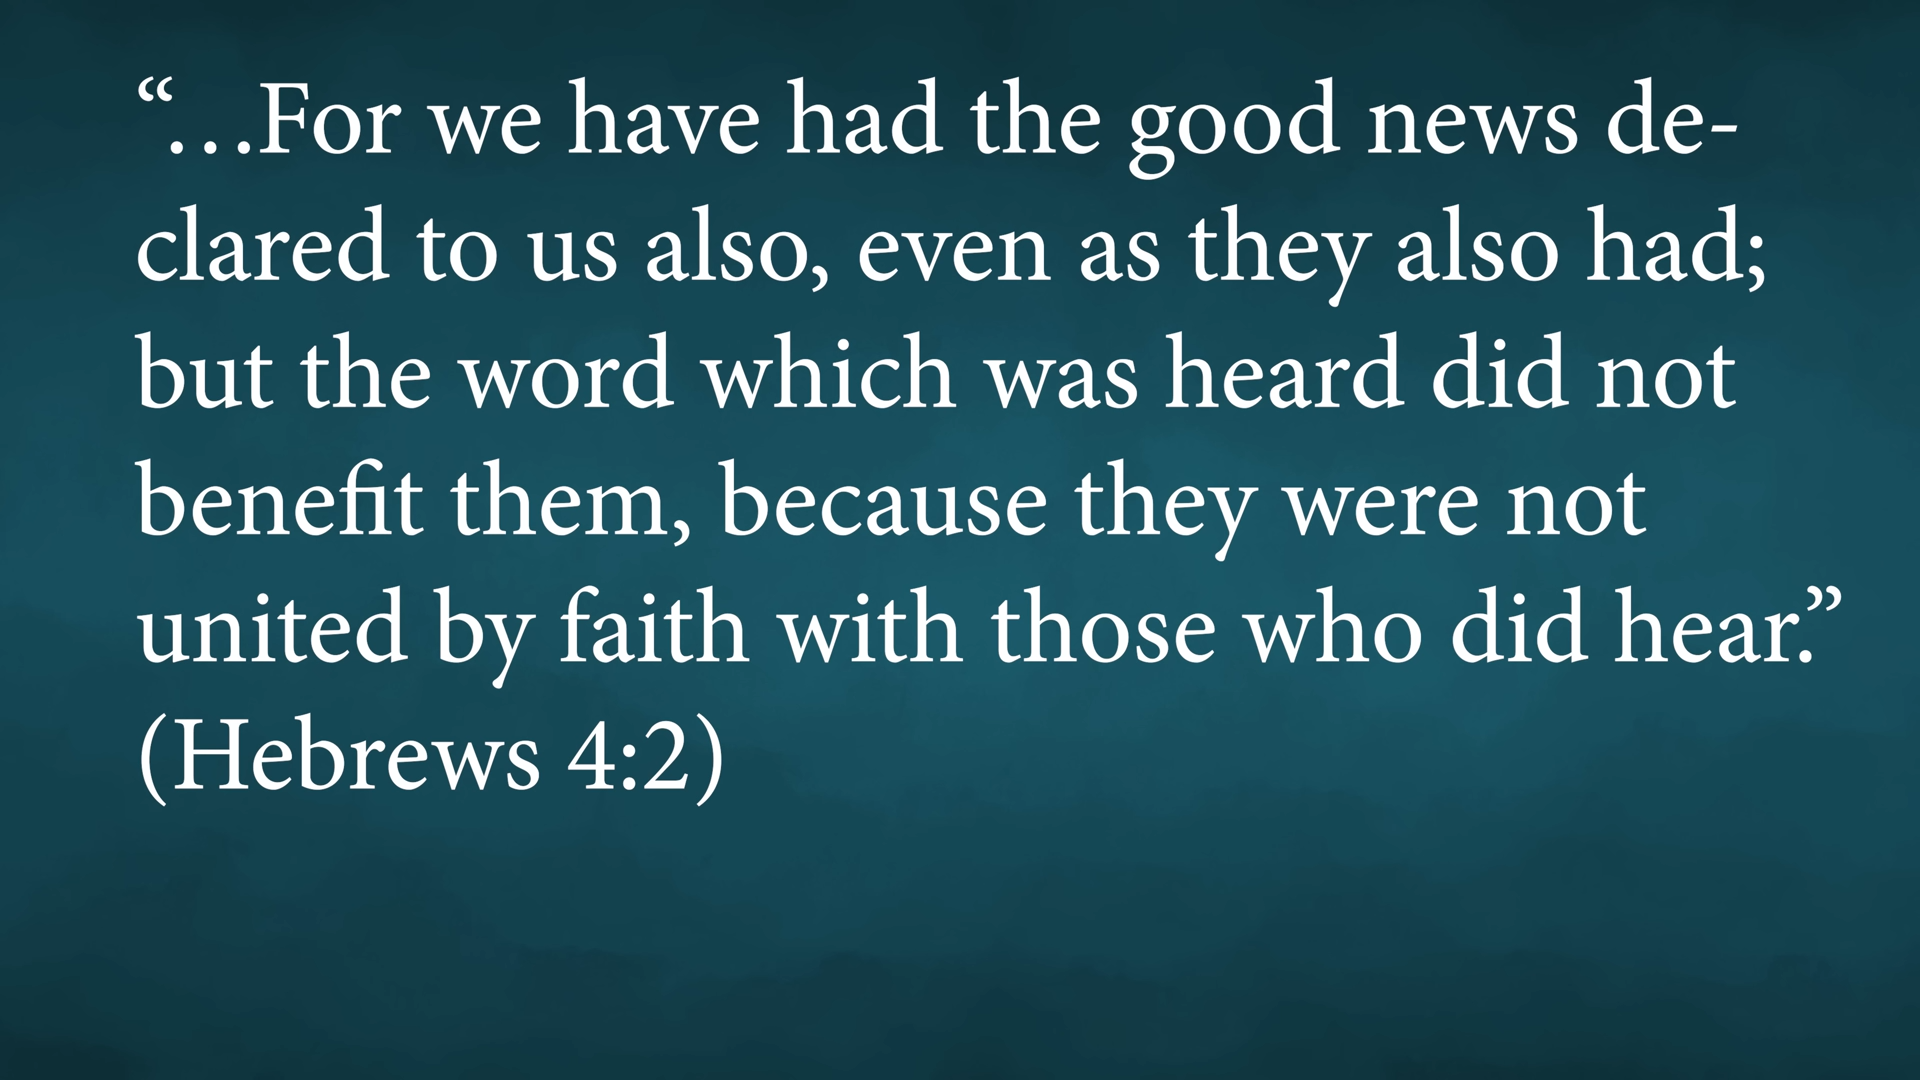 “…For we have had the good news de-
clared to us also, even as they also had;
but the word which was heard did not
benefit them, because they were not
united by faith with those who did hear.”
(Hebrews 4:2)